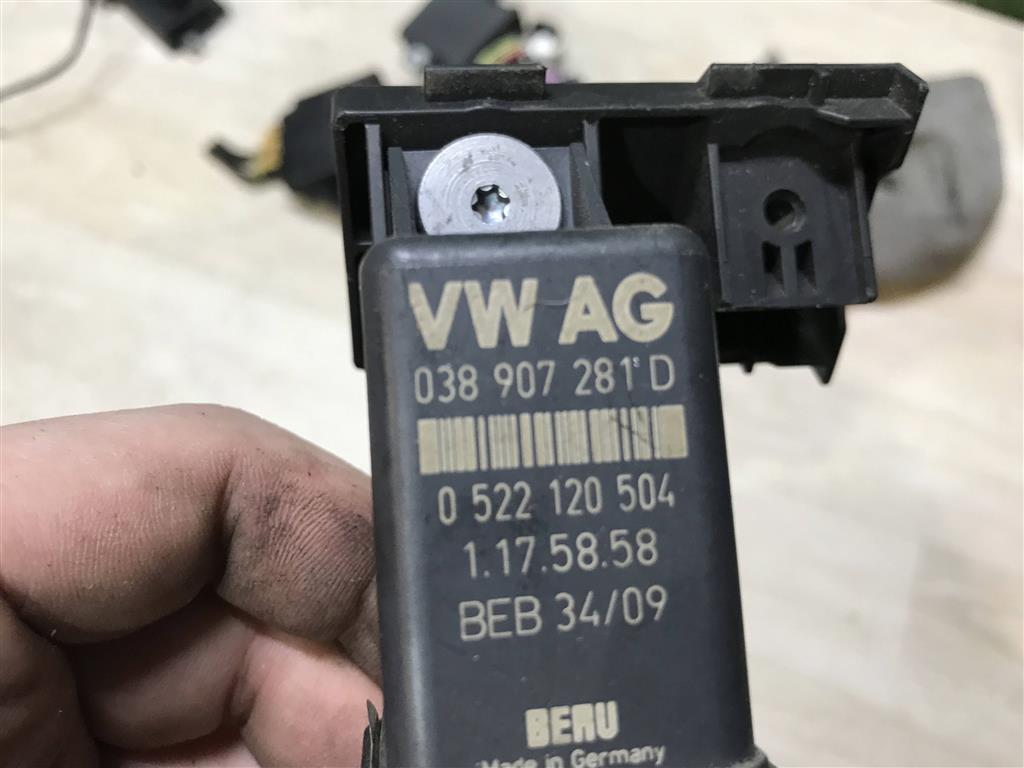 VW AG
038 907 281 D
0 522 120 504
1.17.58.58
BEB 34/09
BERU
Made in Germany